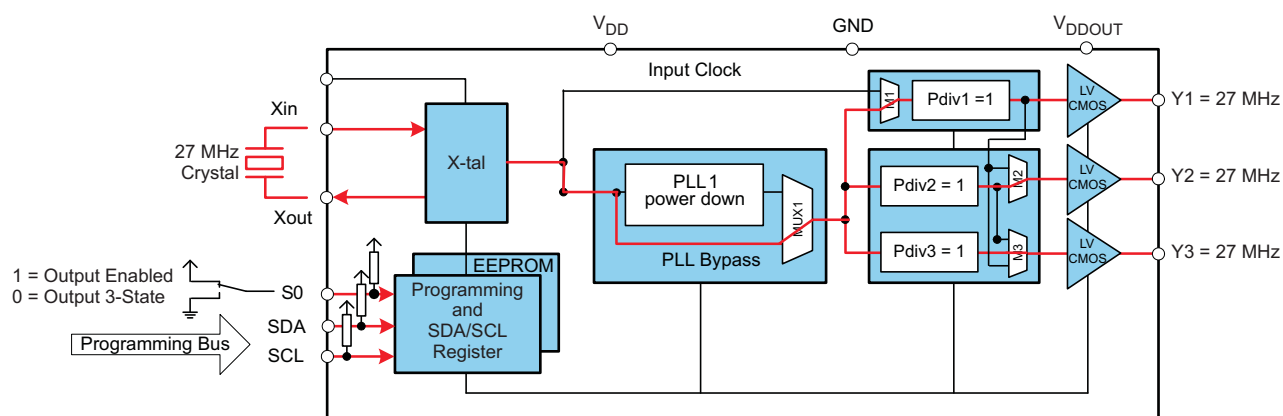 VDD
GND
VDDOUT
Input Clock
Xin
27 MHz
Crystal
Xout
X-tal
M1
Pdiv1 =1
LV
CMOS
Y1 = 27 MHz
PLL 1
power down
MUX1
PLL Bypass
Pdiv2 = 1
M2
LV
CMOS
Y2 = 27 MHz
Pdiv3 = 1
M3
LV
CMOS
Y3 = 27 MHz
1 = Output Enabled
0 = Output 3-State
S0
SDA
SCL
Programming Bus
EEPROM
Programming
and
SDA/SCL
Register